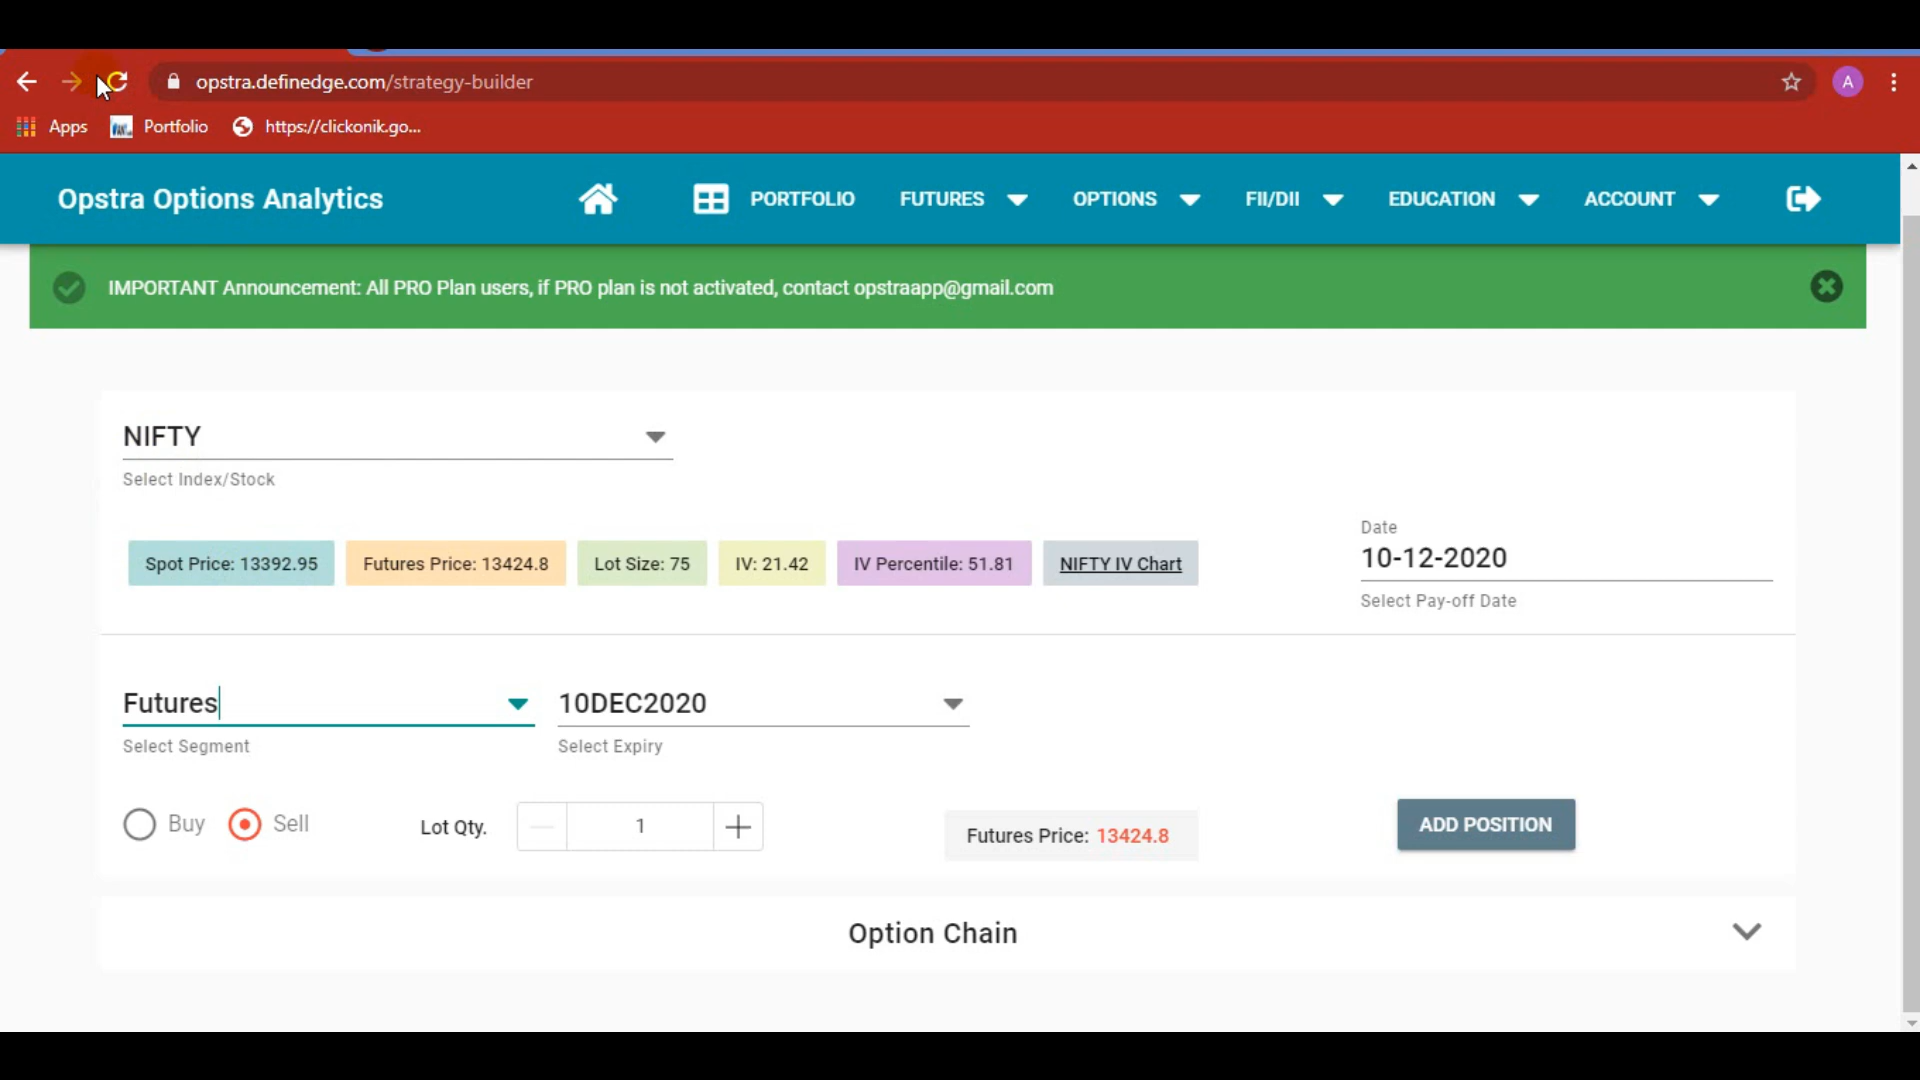 opstra.definedge.com/strategy-builder
A
Apps
Portfolio
https://clickonik.go...
Opstra Options Analytics
PORTFOLIO
FUTURES
OPTIONS
FII/DII
EDUCATION
ACCOUNT
IMPORTANT Announcement: All PRO Plan users, if PRO plan is not activated, contact opstraapp@gmail.com
NIFTY
Select Index/Stock
Spot Price: 13392.95
Futures Price: 13424.8
Lot Size: 75
IV: 21.42
IV Percentile: 51.81
NIFTY IV Chart
Date
10-12-2020
Select Pay-off Date
Futures
Select Segment
10DEC2020
Select Expiry
Buy
Sell
Lot Qty.
1
Futures Price: 13424.8
ADD POSITION
Option Chain